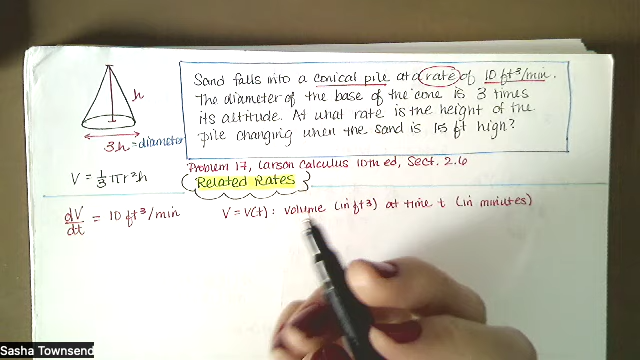 Sand falls into a conical pile at a rate of 10 ft³/min.
The diameter of the base of the cone is 3 times
its altitude. At what rate is the height of the
pile changing when the sand is 15 ft high?
h
3h = diameter
V = 1/3 πr²h
Problem 17, Larson Calculus 10th ed, Sect. 2.6
Related Rates
dV/dt = 10 ft³/min
V = V(t): volume (in ft³) at time t (in minutes)
Sasha Townsend